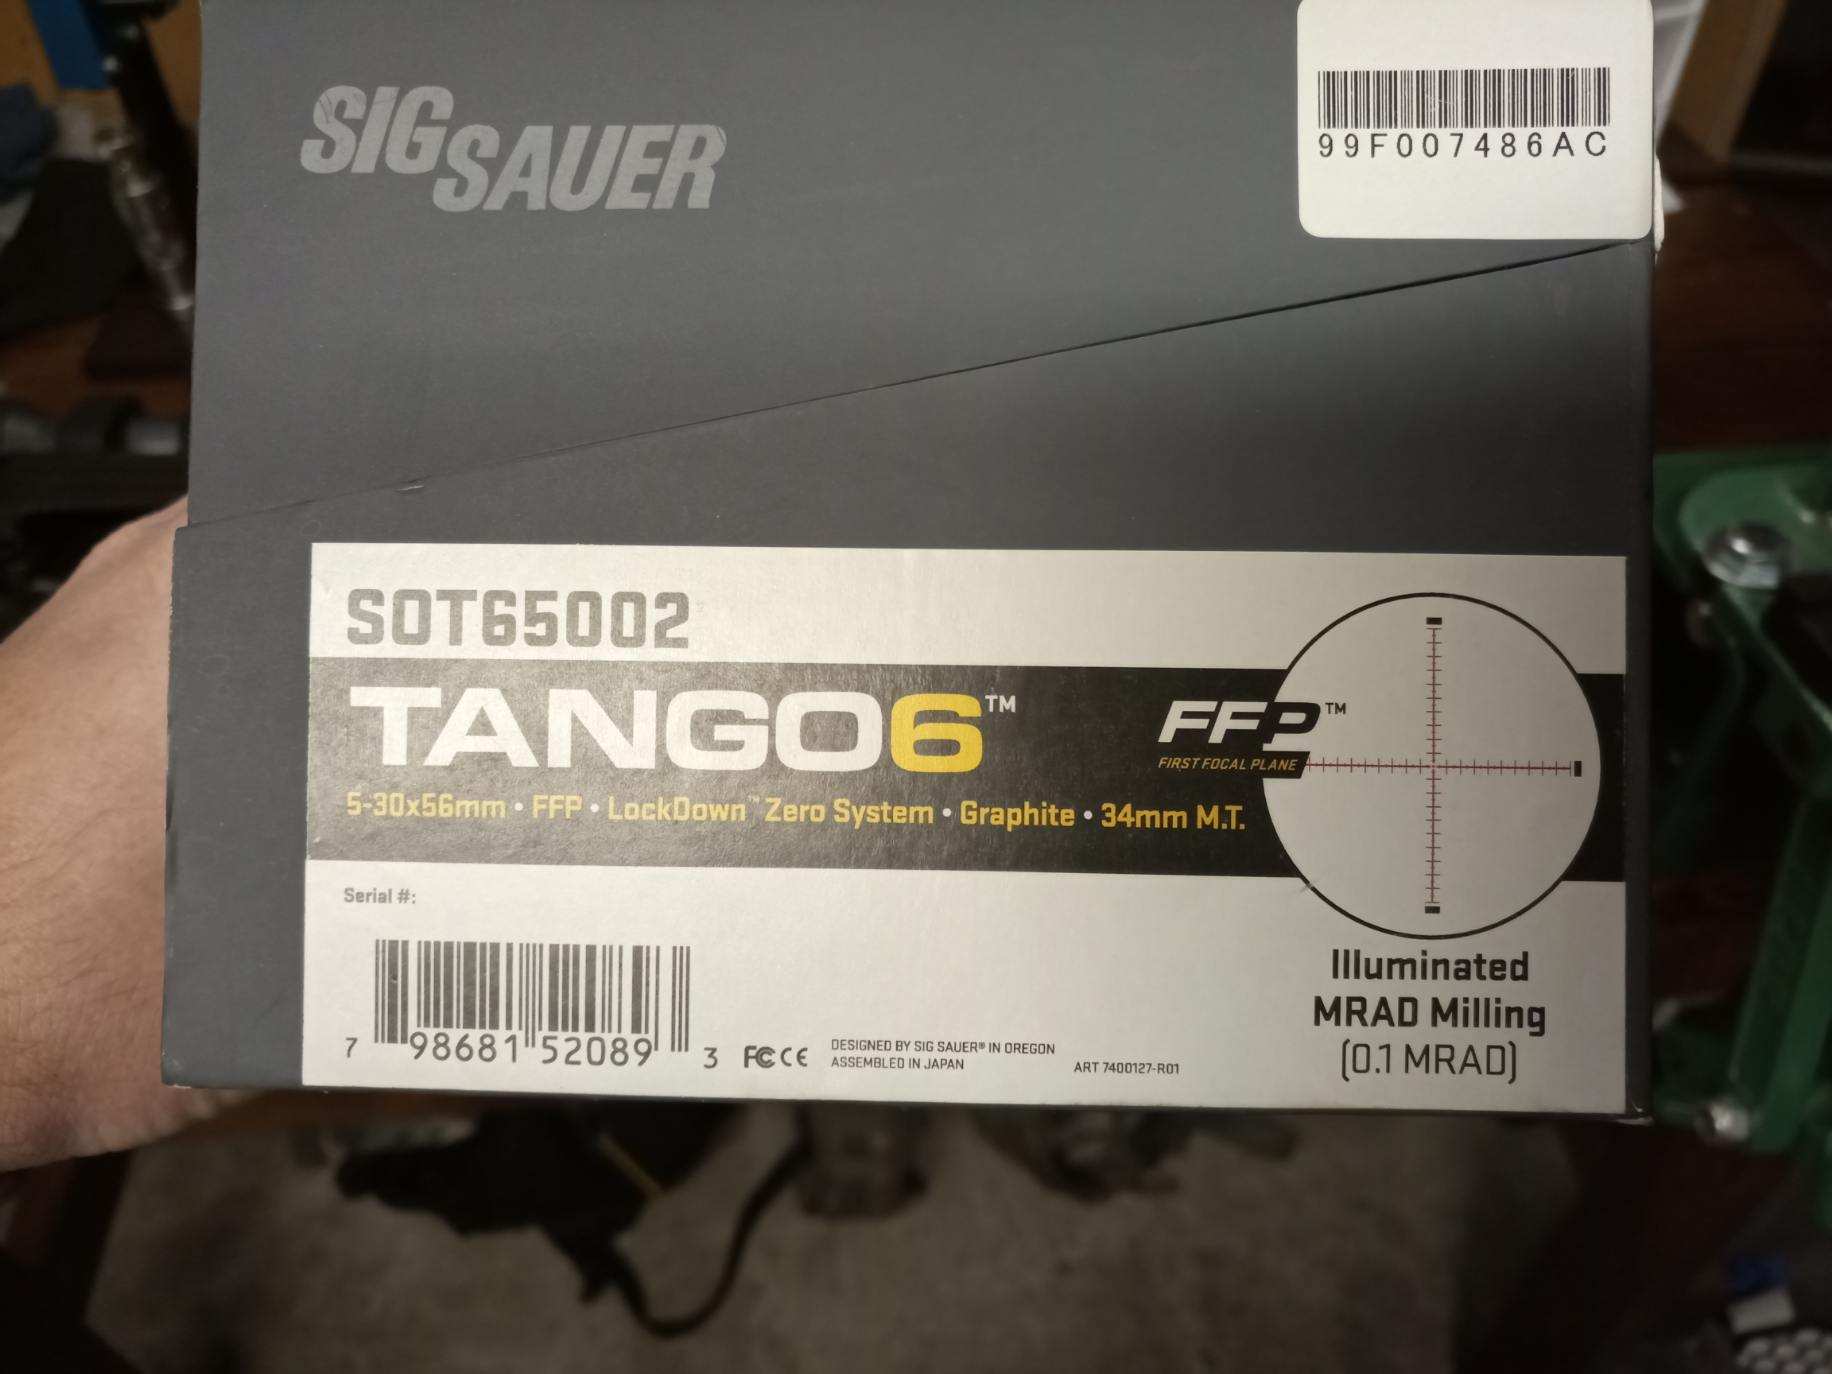 SIG SAUER
99F007486AC
SOT65002
TANGO6™
FFP™
FIRST FOCAL PLANE
5-30x56mm • FFP • LockDown™ Zero System • Graphite • 34mm M.T.
Serial #:
7 98681 52089 3
FC CE
DESIGNED BY SIG SAUER® IN OREGON
ASSEMBLED IN JAPAN
ART 7400127-R01
Illuminated
MRAD Milling
(0.1 MRAD)